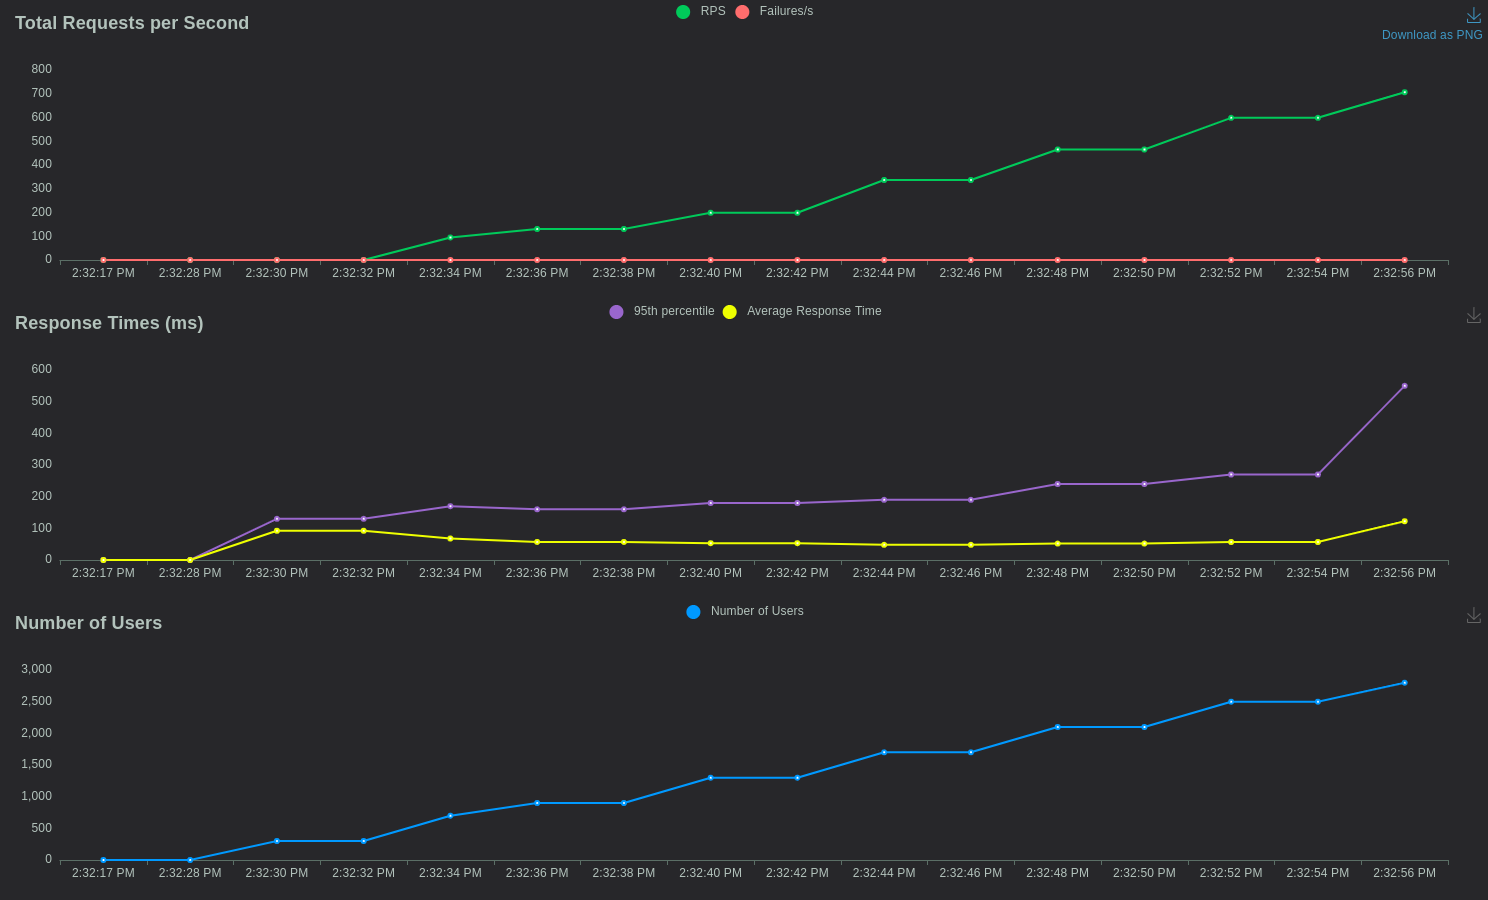 Total Requests per Second
RPS Failures/s
Download as PNG
800
700
600
500
400
300
200
100
0
2:32:17 PM 2:32:28 PM 2:32:30 PM 2:32:32 PM 2:32:34 PM 2:32:36 PM 2:32:38 PM 2:32:40 PM 2:32:42 PM 2:32:44 PM 2:32:46 PM 2:32:48 PM 2:32:50 PM 2:32:52 PM 2:32:54 PM 2:32:56 PM
Response Times (ms)
95th percentile Average Response Time
600
500
400
300
200
100
0
2:32:17 PM 2:32:28 PM 2:32:30 PM 2:32:32 PM 2:32:34 PM 2:32:36 PM 2:32:38 PM 2:32:40 PM 2:32:42 PM 2:32:44 PM 2:32:46 PM 2:32:48 PM 2:32:50 PM 2:32:52 PM 2:32:54 PM 2:32:56 PM
Number of Users
Number of Users
3,000
2,500
2,000
1,500
1,000
500
0
2:32:17 PM 2:32:28 PM 2:32:30 PM 2:32:32 PM 2:32:34 PM 2:32:36 PM 2:32:38 PM 2:32:40 PM 2:32:42 PM 2:32:44 PM 2:32:46 PM 2:32:48 PM 2:32:50 PM 2:32:52 PM 2:32:54 PM 2:32:56 PM